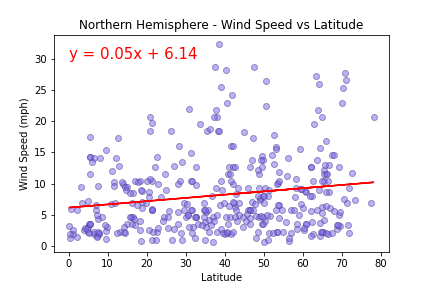 Northern Hemisphere - Wind Speed vs Latitude
y = 0.05x + 6.14
Wind Speed (mph)
30
25
20
15
10
5
0
0 10 20 30 40 50 60 70 80
Latitude